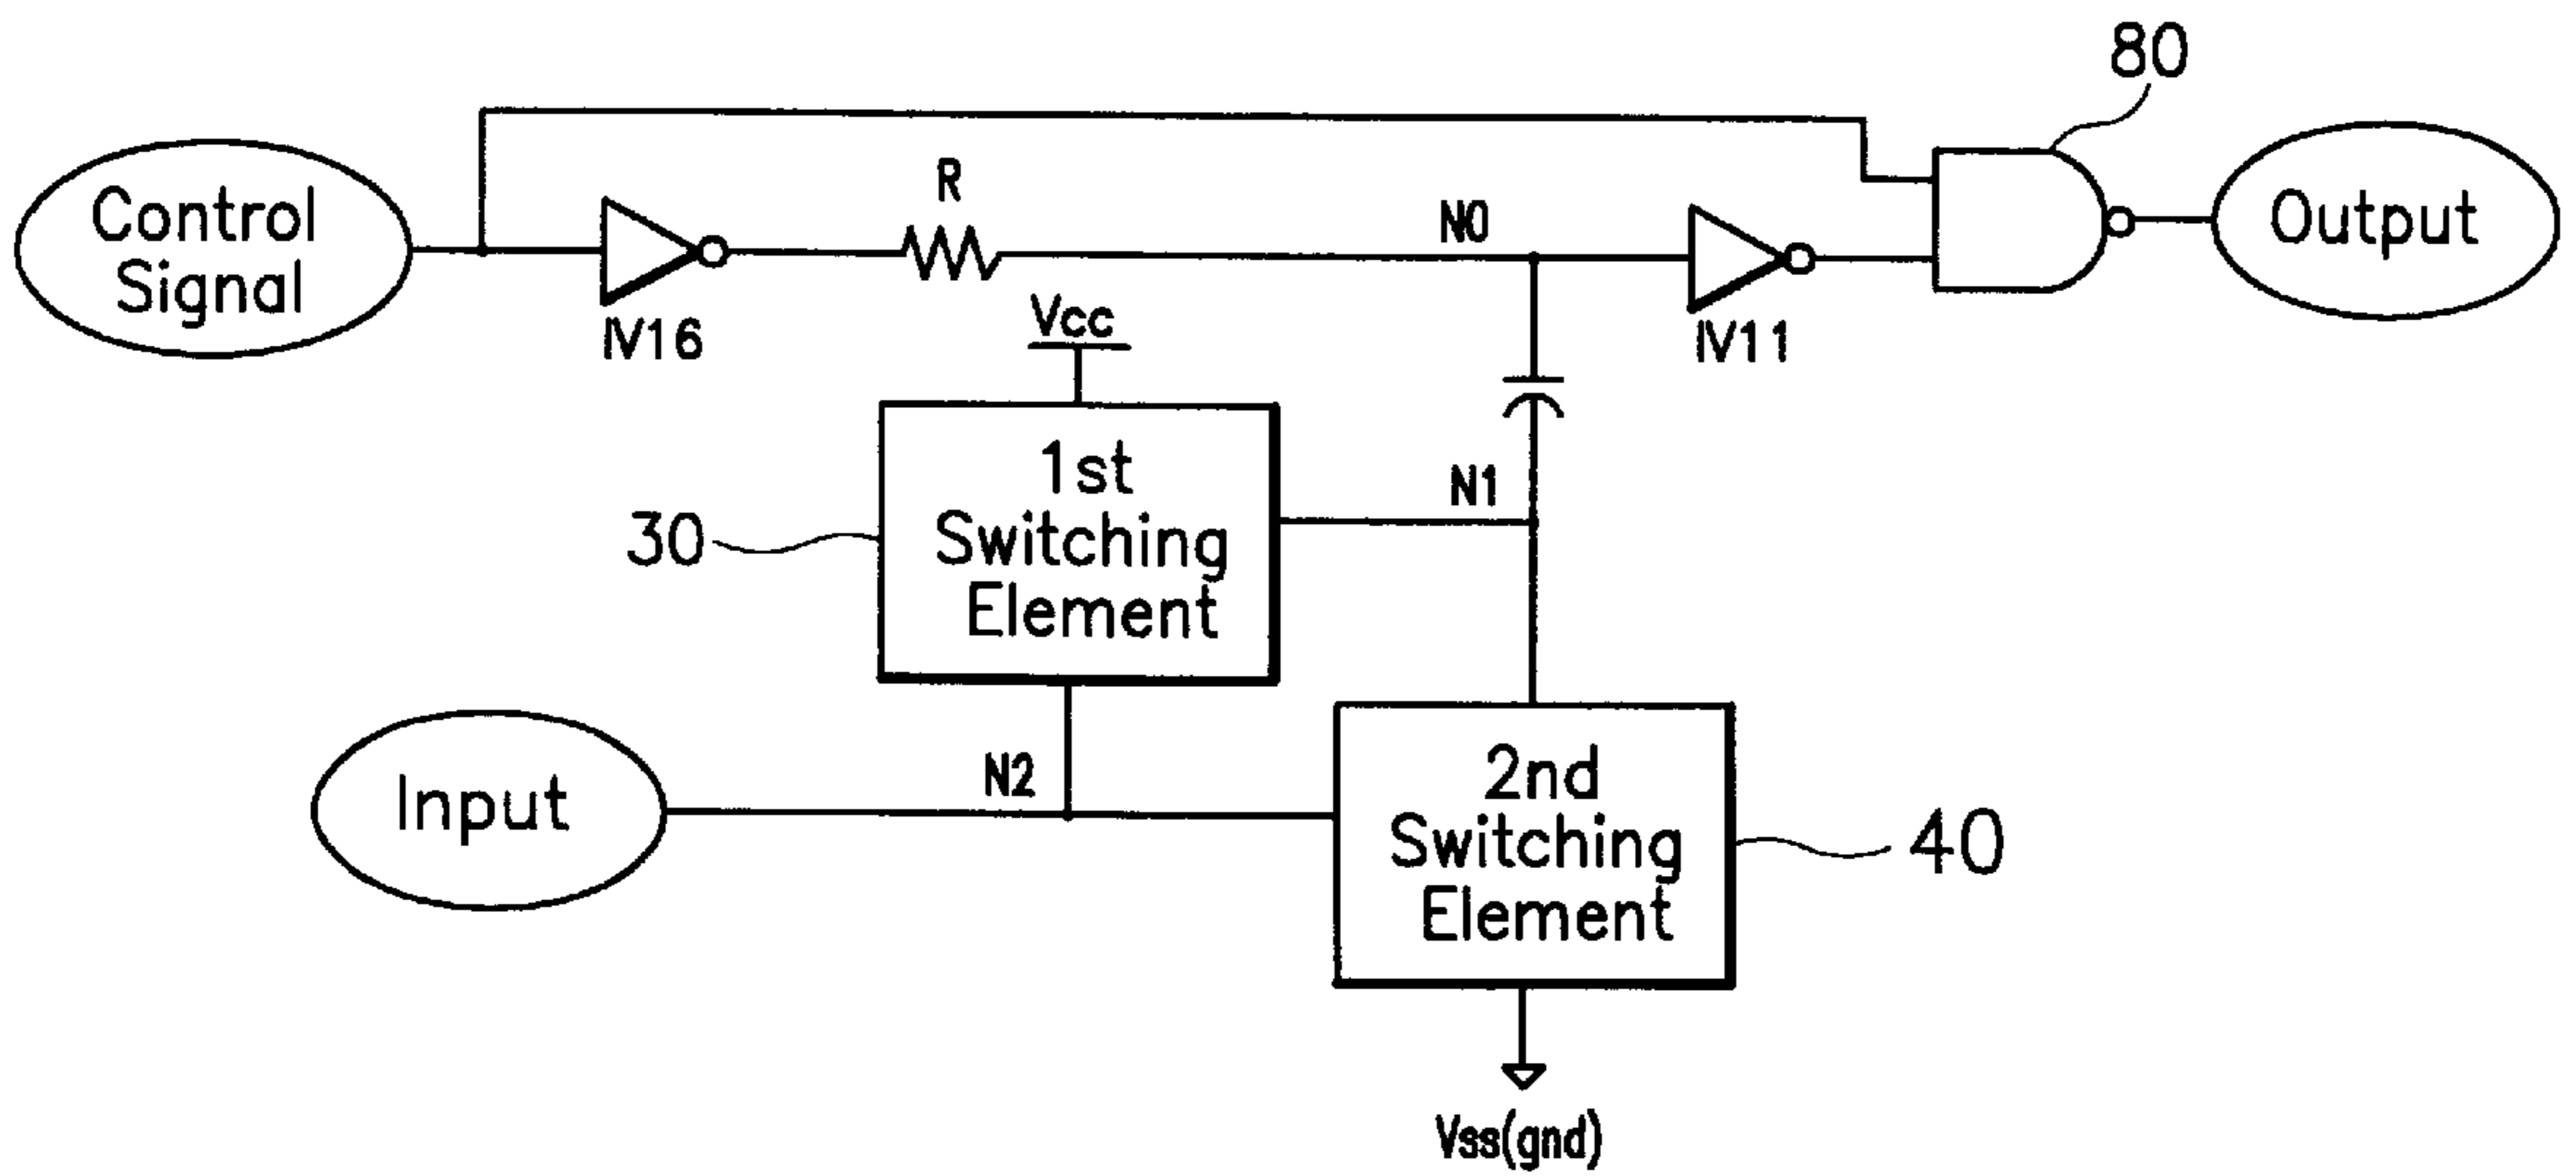 80
Control
Signal
R
N0
Output
IV16
IV11
Vcc
1st
Switching
Element
N1
30
Input
N2
2nd
Switching
Element
40
Vss(gnd)